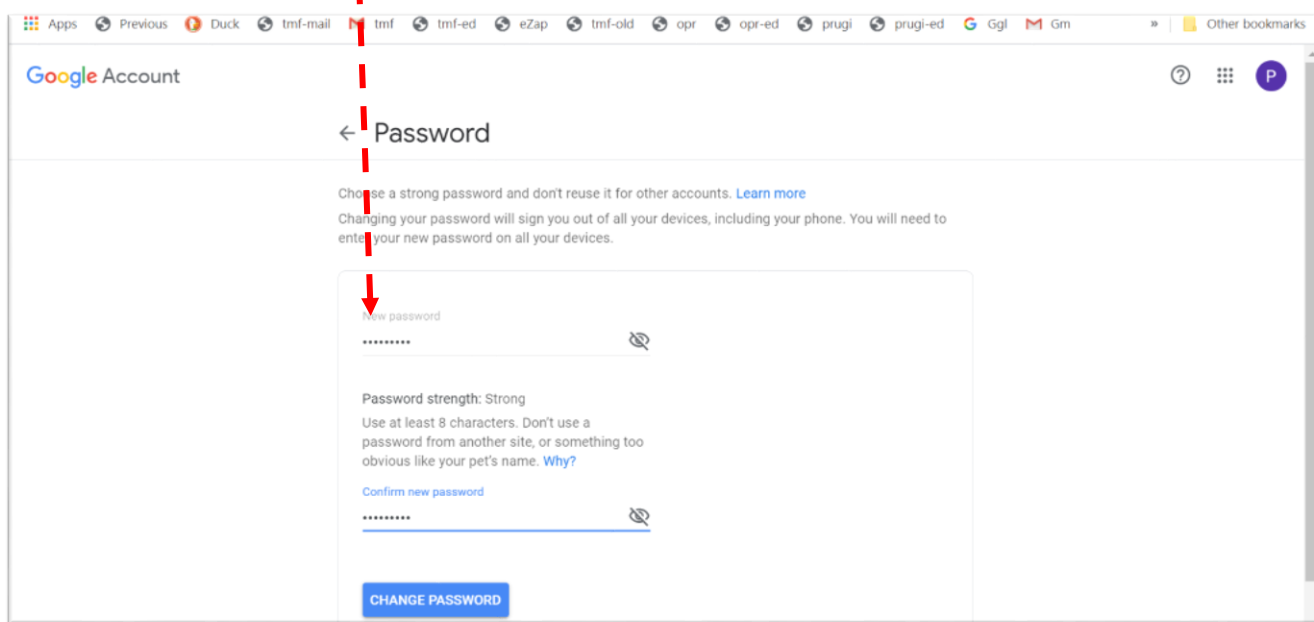 Apps Previous Duck tmf-mail tmf tmf-ed eZap tmf-old opr opr-ed prugi prugi-ed Ggl Gm » Other bookmarks
Google Account
P
Password
Choose a strong password and don't reuse it for other accounts. Learn more
Changing your password will sign you out of all your devices, including your phone. You will need to
enter your new password on all your devices.
New password
•••••••••
Password strength: Strong
Use at least 8 characters. Don't use a
password from another site, or something too
obvious like your pet's name. Why?
Confirm new password
•••••••••
CHANGE PASSWORD